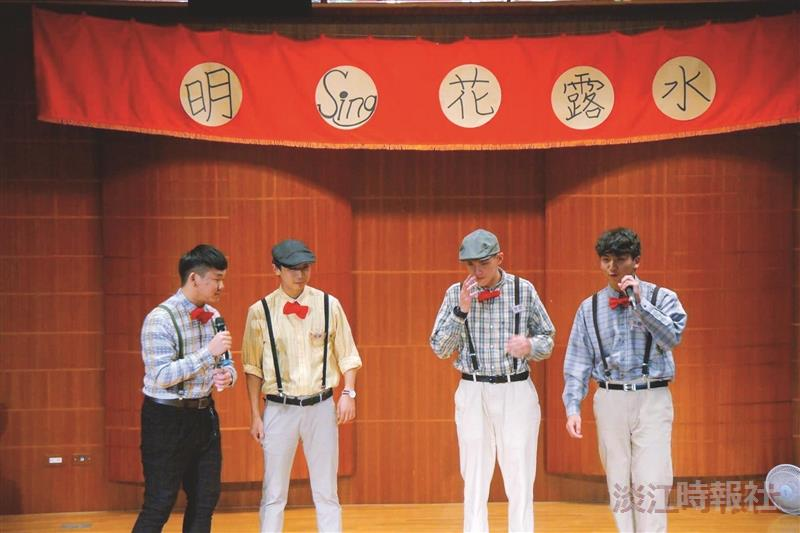 明 Sing 花 露 水
淡江時報社